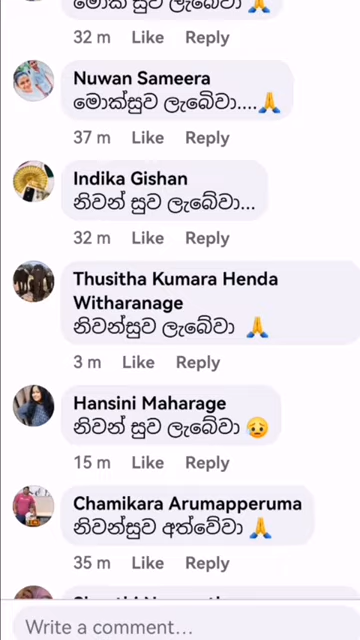 මොක් සුව ලැබේවා 🙏
32 m Like Reply
Nuwan Sameera
මොක්සුව ලැබේවා....🙏
37 m Like Reply
Indika Gishan
නිවන් සුව ලැබේවා...
32 m Like Reply
Thusitha Kumara Henda
Witharanage
නිවන්සුව ලැබේවා 🙏
3 m Like Reply
Hansini Maharage
නිවන් සුව ලැබේවා 😥
15 m Like Reply
Chamikara Arumapperuma
නිවන්සුව අත්වේවා 🙏
35 m Like Reply
Write a comment...